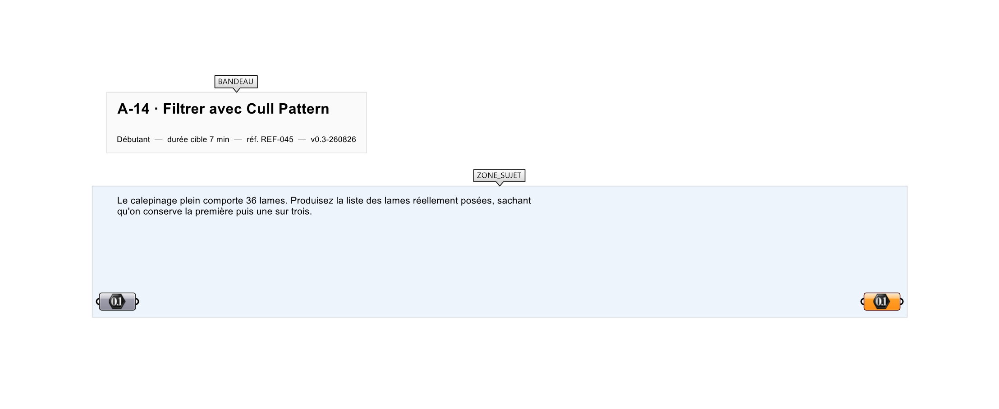 BANDEAU
A-14 · Filtrer avec Cull Pattern
Débutant — durée cible 7 min — réf. REF-045 — v0.3-260826
ZONE_SUJET
Le calepinage plein comporte 36 lames. Produisez la liste des lames réellement posées, sachant
qu'on conserve la première puis une sur trois.
0.1
0.1